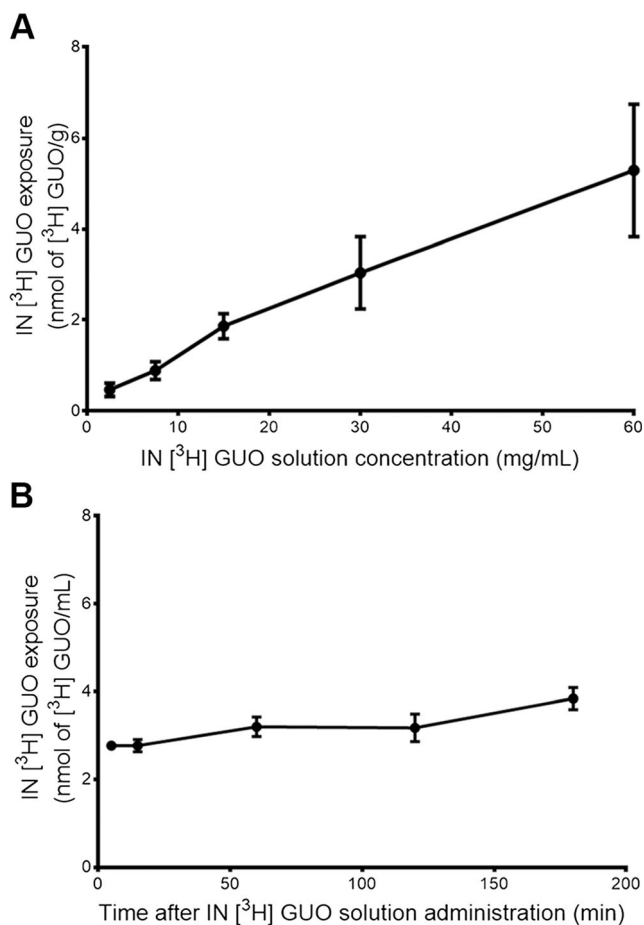 A
8
6
4
2
0
IN [³H] GUO exposure
(nmol of [³H] GUO/g)
0 10 20 30 40 50 60
IN [³H] GUO solution concentration (mg/mL)
B
8
6
4
2
0
IN [³H] GUO exposure
(nmol of [³H] GUO/mL)
0 50 100 150 200
Time after IN [³H] GUO solution administration (min)